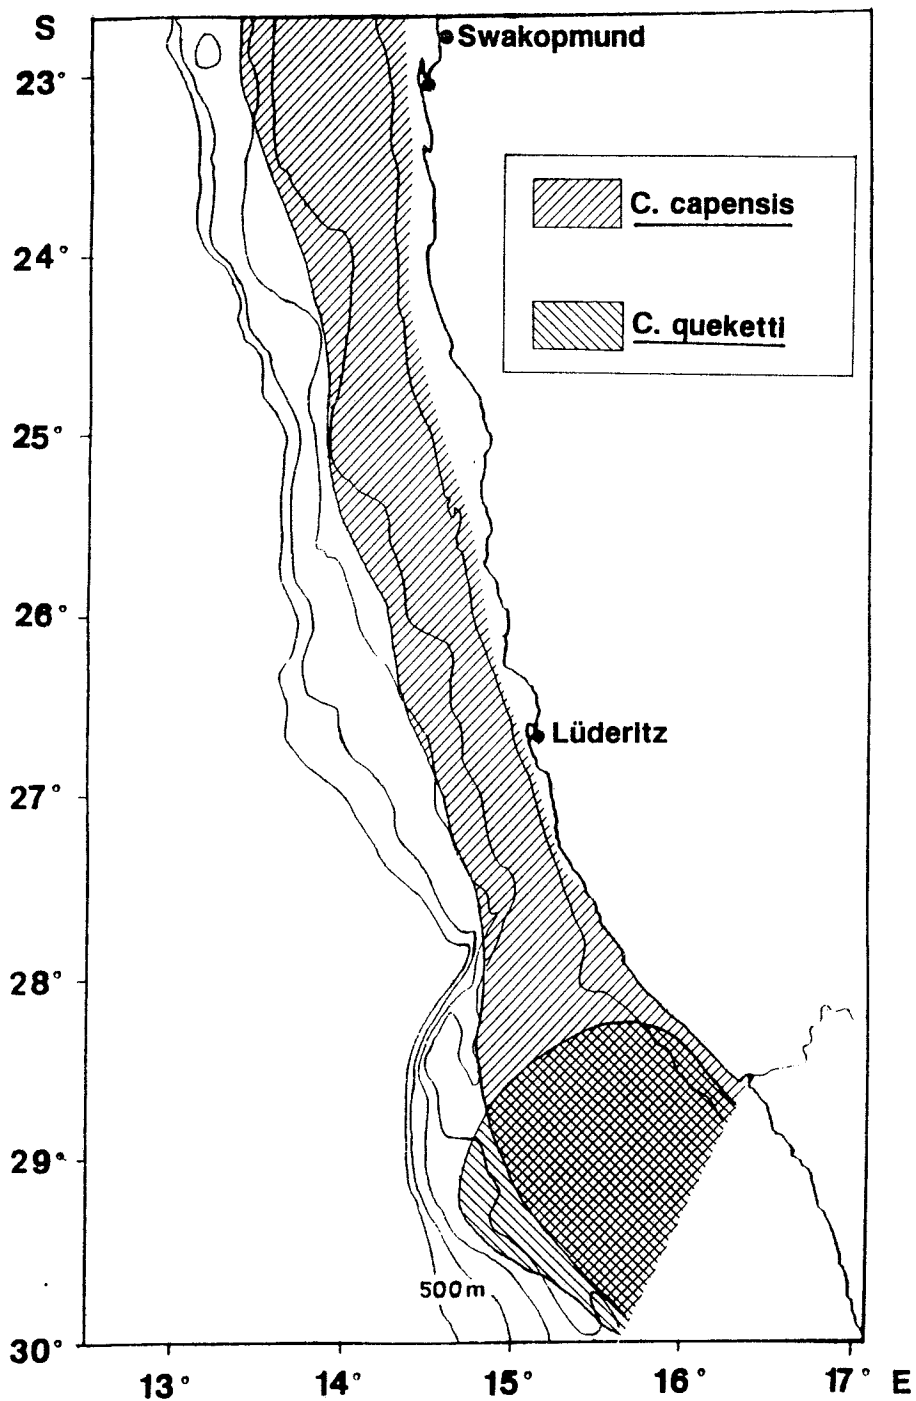 S
Swakopmund
23°
C. capensis
24°
C. queketti
25°
26°
Lüderitz
27°
28°
29°
500m
30°
13° 14° 15° 16° 17° E